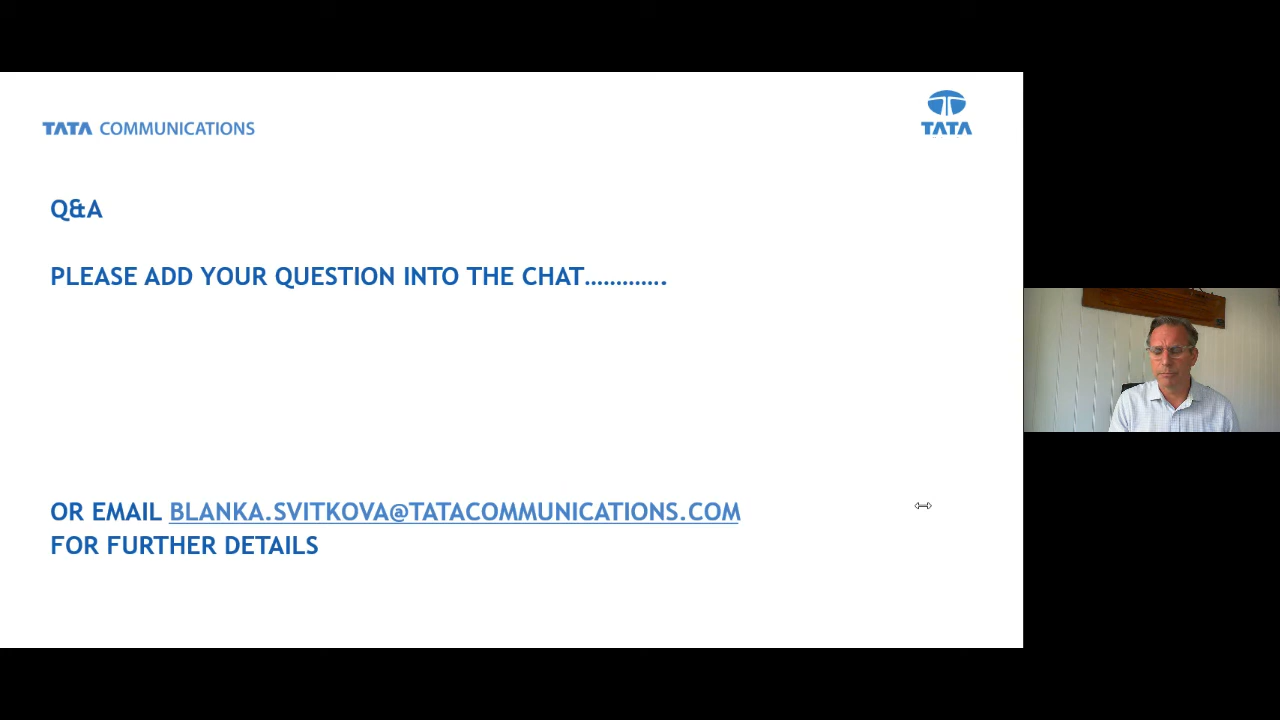 TATA COMMUNICATIONS
TATA
Q&A
PLEASE ADD YOUR QUESTION INTO THE CHAT.............
OR EMAIL BLANKA.SVITKOVA@TATACOMMUNICATIONS.COM
FOR FURTHER DETAILS